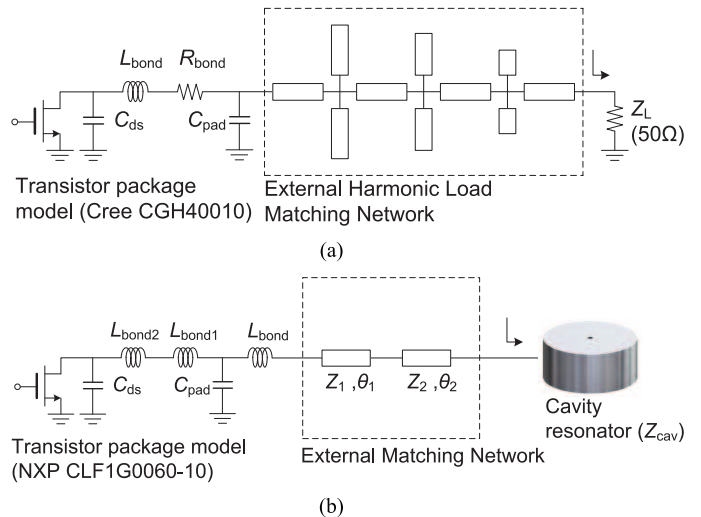 L_bond R_bond
C_ds C_pad
Z_L
(50Ω)
Transistor package
model (Cree CGH40010)
External Harmonic Load
Matching Network
(a)
L_bond2 L_bond1 L_bond
C_ds C_pad
Z_1 ,θ_1 Z_2 ,θ_2
Cavity
resonator (Z_cav)
Transistor package model
(NXP CLF1G0060-10)
External Matching Network
(b)